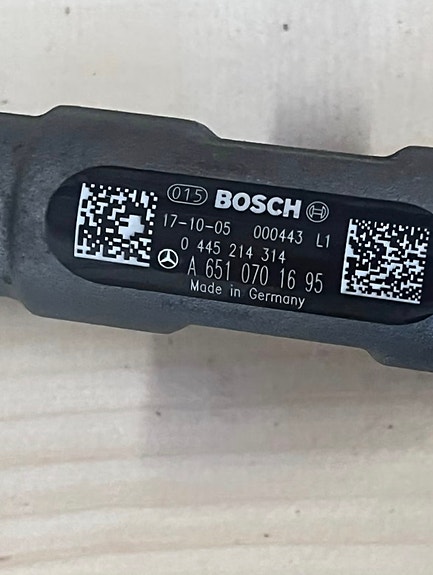 015 BOSCH
17-10-05 000443 L1
0 445 214 314
A 651 070 16 95
Made in Germany